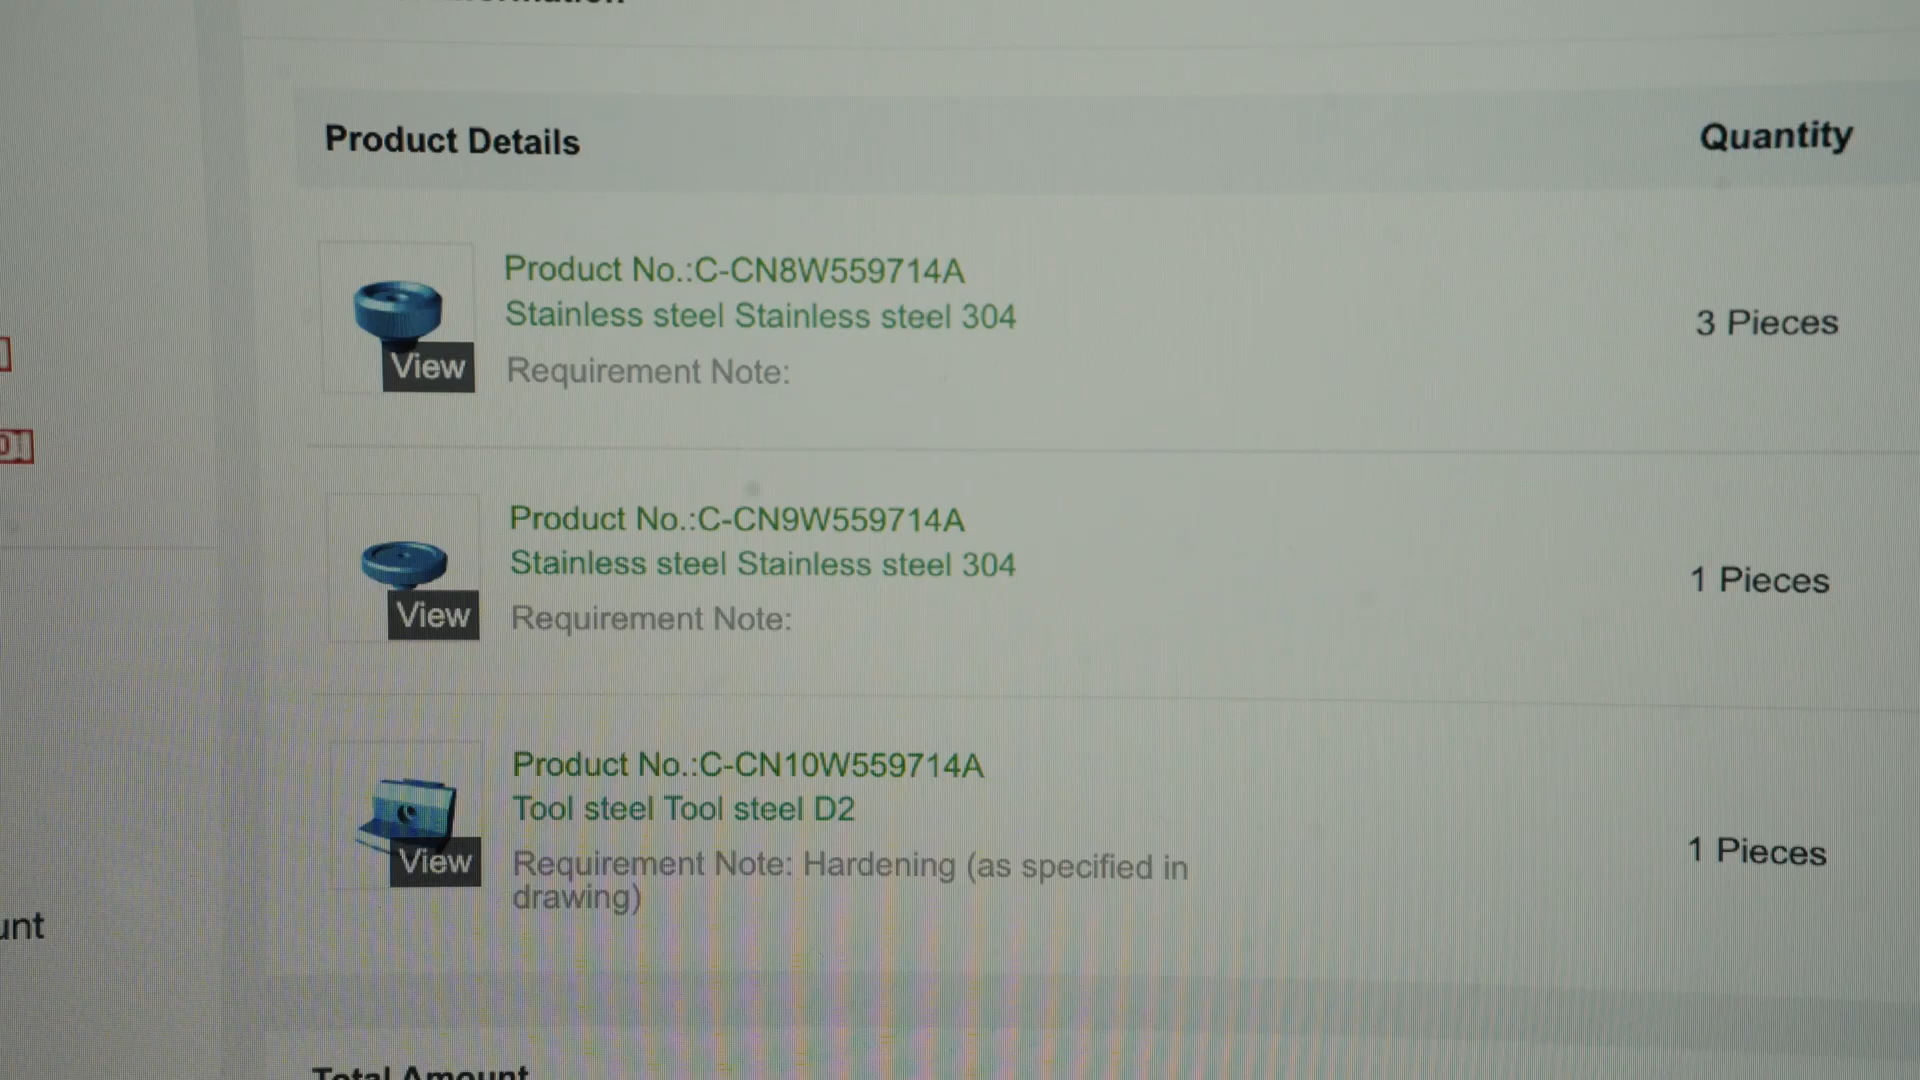 Product Details Quantity
Product No.:C-CN8W559714A
Stainless steel Stainless steel 304
3 Pieces
View
Requirement Note:
Product No.:C-CN9W559714A
Stainless steel Stainless steel 304
1 Pieces
View
Requirement Note:
Product No.:C-CN10W559714A
Tool steel Tool steel D2
1 Pieces
View
Requirement Note: Hardening (as specified in
drawing)
unt
Total Amount